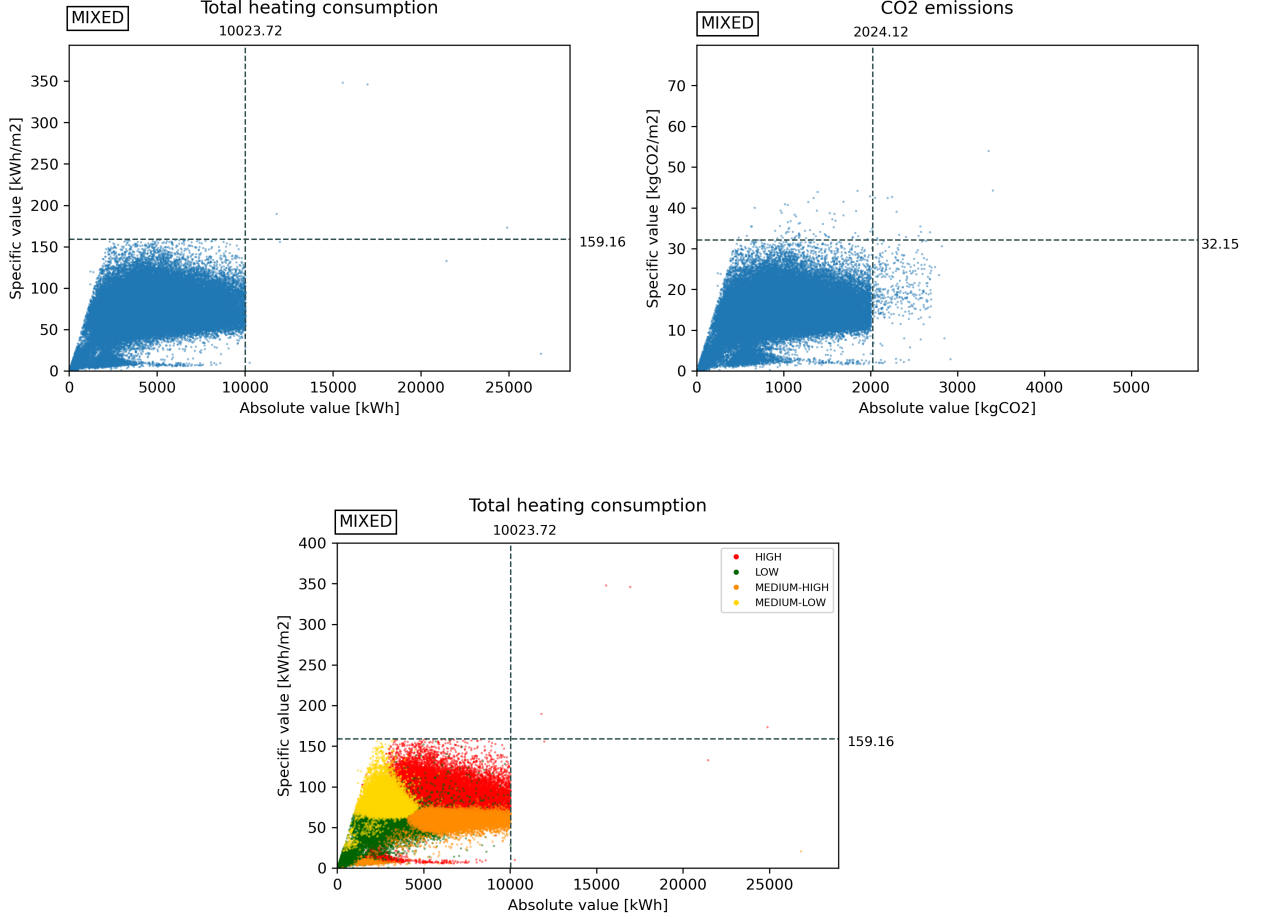 Total heating consumption
MIXED
10023.72
350
300
250
200
150
100
50
0
Specific value [kWh/m2]
159.16
0 5000 10000 15000 20000 25000
Absolute value [kWh]
CO2 emissions
MIXED
2024.12
70
60
50
40
30
20
10
0
Specific value [kgCO2/m2]
32.15
0 1000 2000 3000 4000 5000
Absolute value [kgCO2]
Total heating consumption
MIXED
10023.72
400
350
300
250
200
150
100
50
0
Specific value [kWh/m2]
HIGH
LOW
MEDIUM-HIGH
MEDIUM-LOW
159.16
0 5000 10000 15000 20000 25000
Absolute value [kWh]